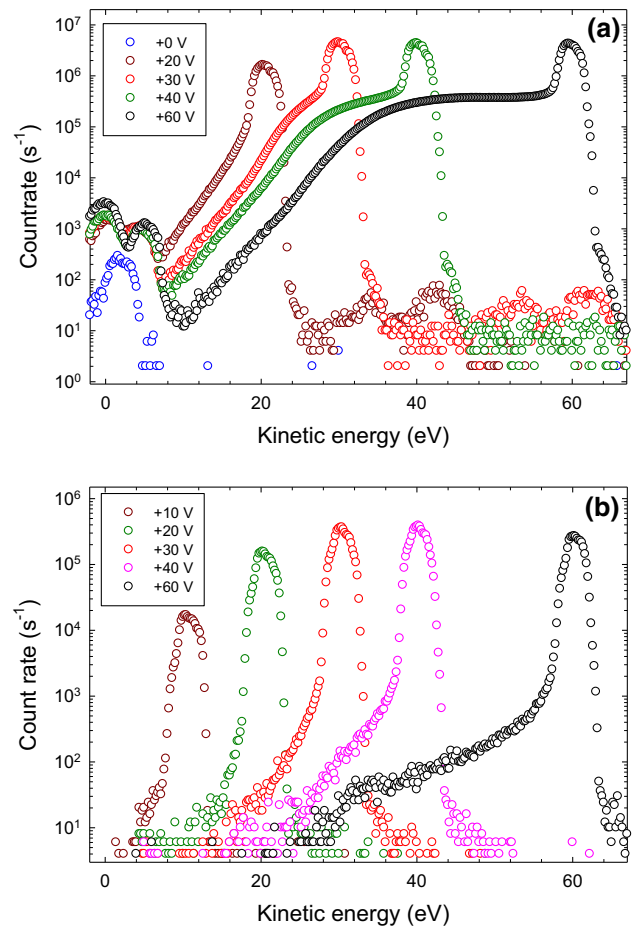 (a)
+0 V
+20 V
+30 V
+40 V
+60 V
10⁷
10⁶
10⁵
10⁴
10³
10²
10¹
10⁰
Countrate (s⁻¹)
0 20 40 60
Kinetic energy (eV)
(b)
+10 V
+20 V
+30 V
+40 V
+60 V
10⁶
10⁵
10⁴
10³
10²
10¹
Count rate (s⁻¹)
0 20 40 60
Kinetic energy (eV)